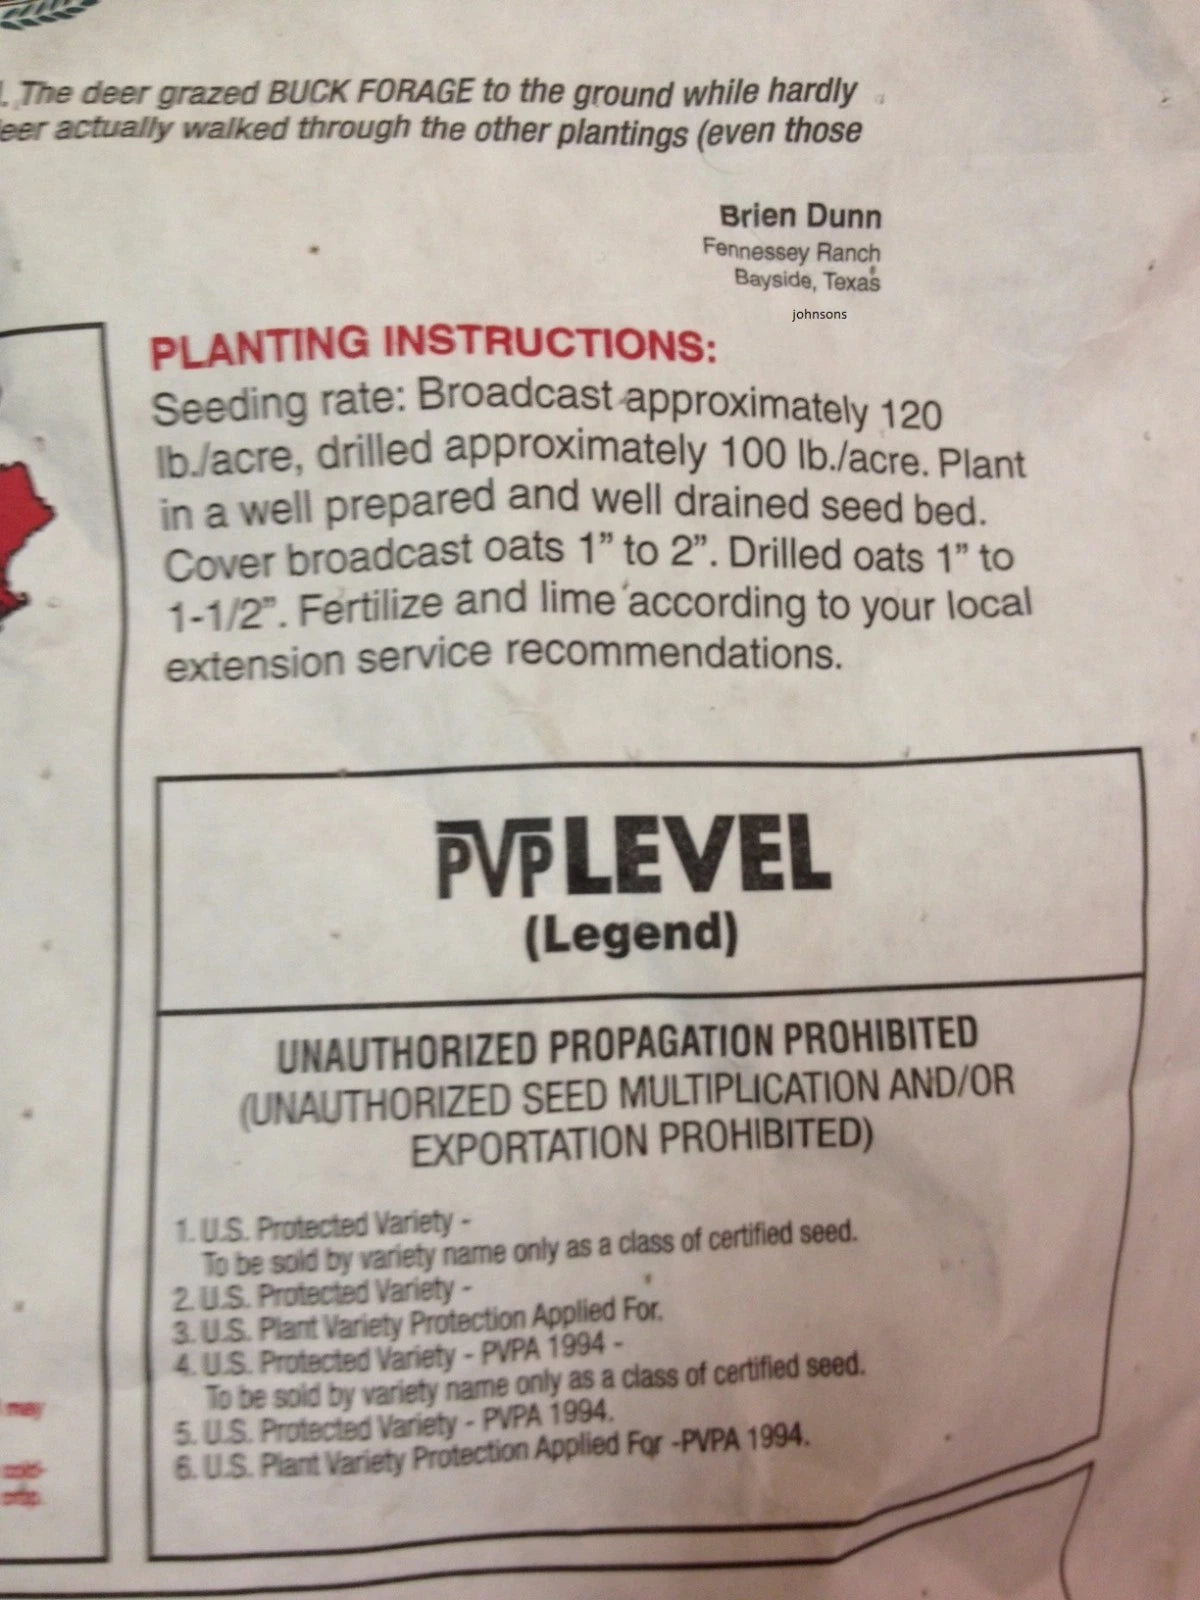 . The deer grazed BUCK FORAGE to the ground while hardly
eer actually walked through the other plantings (even those
Brien Dunn
Fennessey Ranch
Bayside, Texas
johnsons
PLANTING INSTRUCTIONS:
Seeding rate: Broadcast approximately 120
lb./acre, drilled approximately 100 lb./acre. Plant
in a well prepared and well drained seed bed.
Cover broadcast oats 1” to 2”. Drilled oats 1” to
1-1/2”. Fertilize and lime according to your local
extension service recommendations.
PVP LEVEL
(Legend)
UNAUTHORIZED PROPAGATION PROHIBITED
(UNAUTHORIZED SEED MULTIPLICATION AND/OR
EXPORTATION PROHIBITED)
1. U.S. Protected Variety -
To be sold by variety name only as a class of certified seed.
2. U.S. Protected Variety -
3. U.S. Plant Variety Protection Applied For.
4. U.S. Protected Variety - PVPA 1994 -
To be sold by variety name only as a class of certified seed.
5. U.S. Protected Variety - PVPA 1994.
6. U.S. Plant Variety Protection Applied For -PVPA 1994.
may